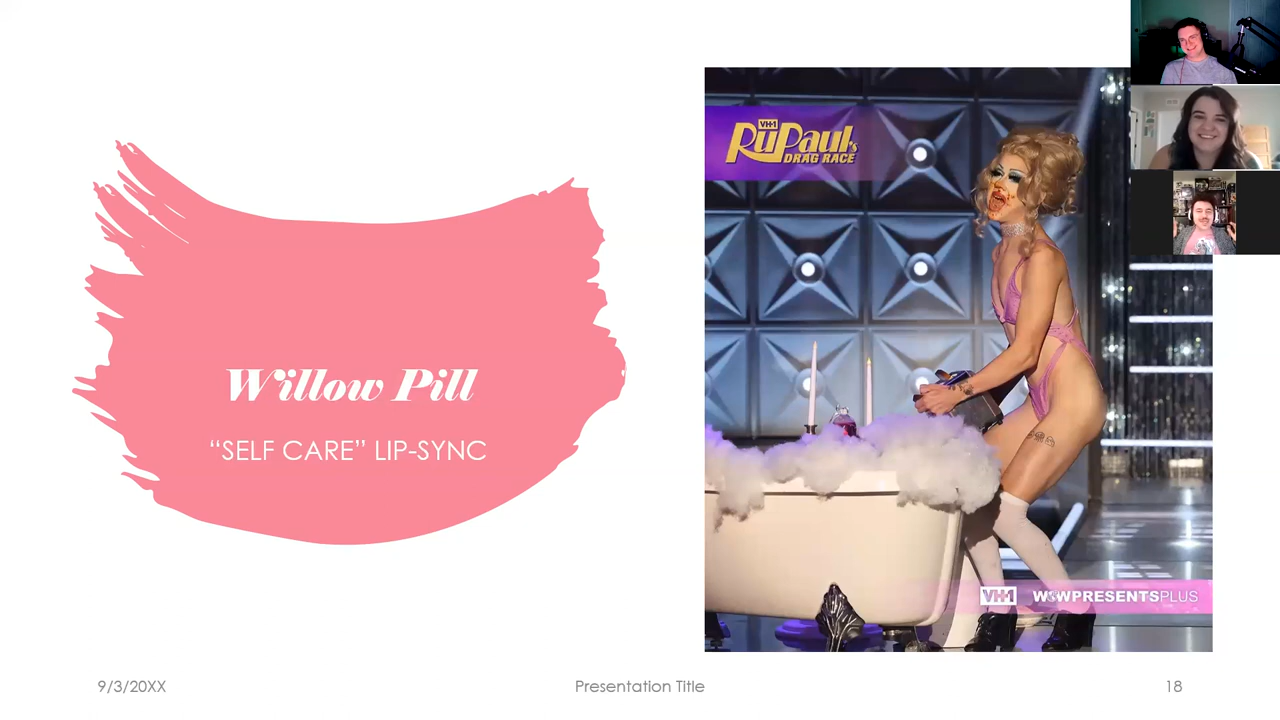 VH1
RuPaul's
DRAG RACE
Willow Pill
“SELF CARE” LIP-SYNC
VH1 WOWPRESENTSPLUS
9/3/20XX
Presentation Title
18